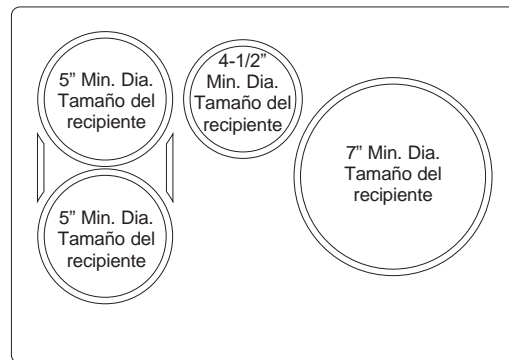 5” Min. Dia.
Tamaño del
recipiente
4-1/2”
Min. Dia.
Tamaño del
recipiente
7” Min. Dia.
Tamaño del
recipiente
5” Min. Dia.
Tamaño del
recipiente